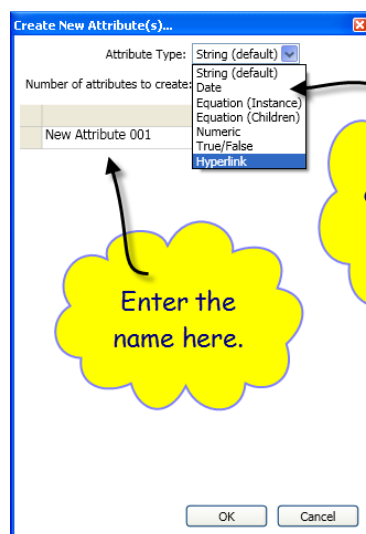 Create New Attribute(s)...
Attribute Type: String (default)
String (default)
Number of attributes to create:
Date
Equation (Instance)
Equation (Children)
New Attribute 001
Numeric
True/False
Hyperlink
Enter the
name here.
OK Cancel